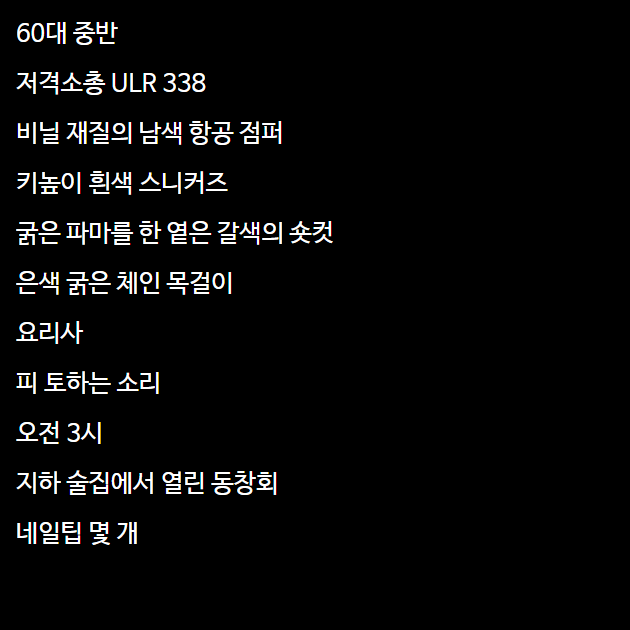 60대 중반
저격소총 ULR 338
비닐 재질의 남색 항공 점퍼
키높이 흰색 스니커즈
굵은 파마를 한 옅은 갈색의 숏컷
은색 굵은 체인 목걸이
요리사
피 토하는 소리
오전 3시
지하 술집에서 열린 동창회
네일팁 몇 개